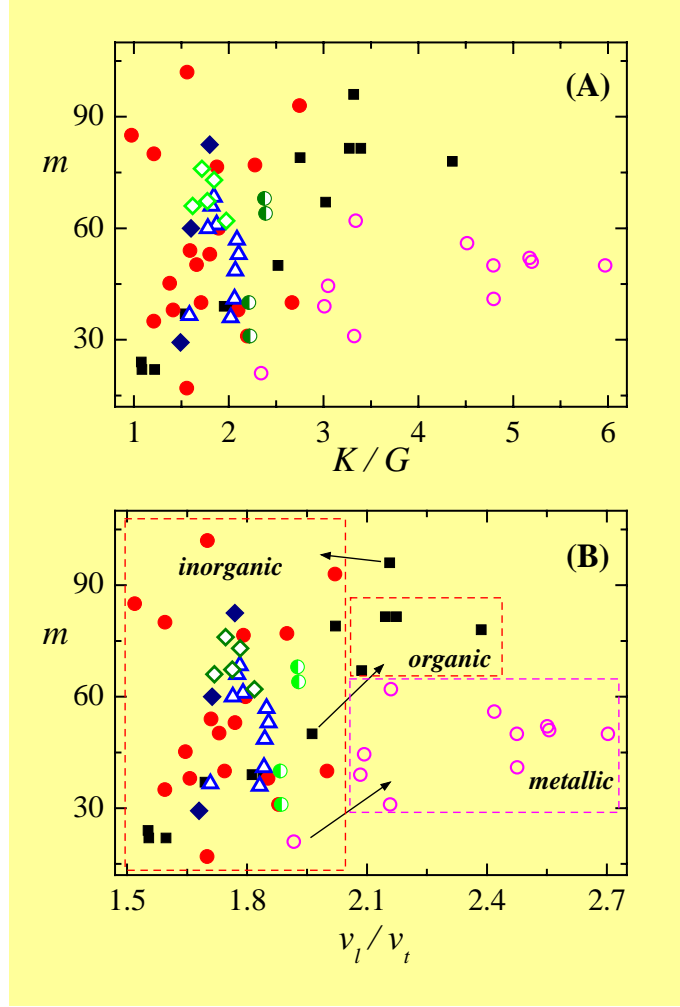 (A)
90
m
60
30
1 2 3 4 5 6
K / G
inorganic
(B)
90
m
organic
60
metallic
30
1.5 1.8 2.1 2.4 2.7
v_l / v_t